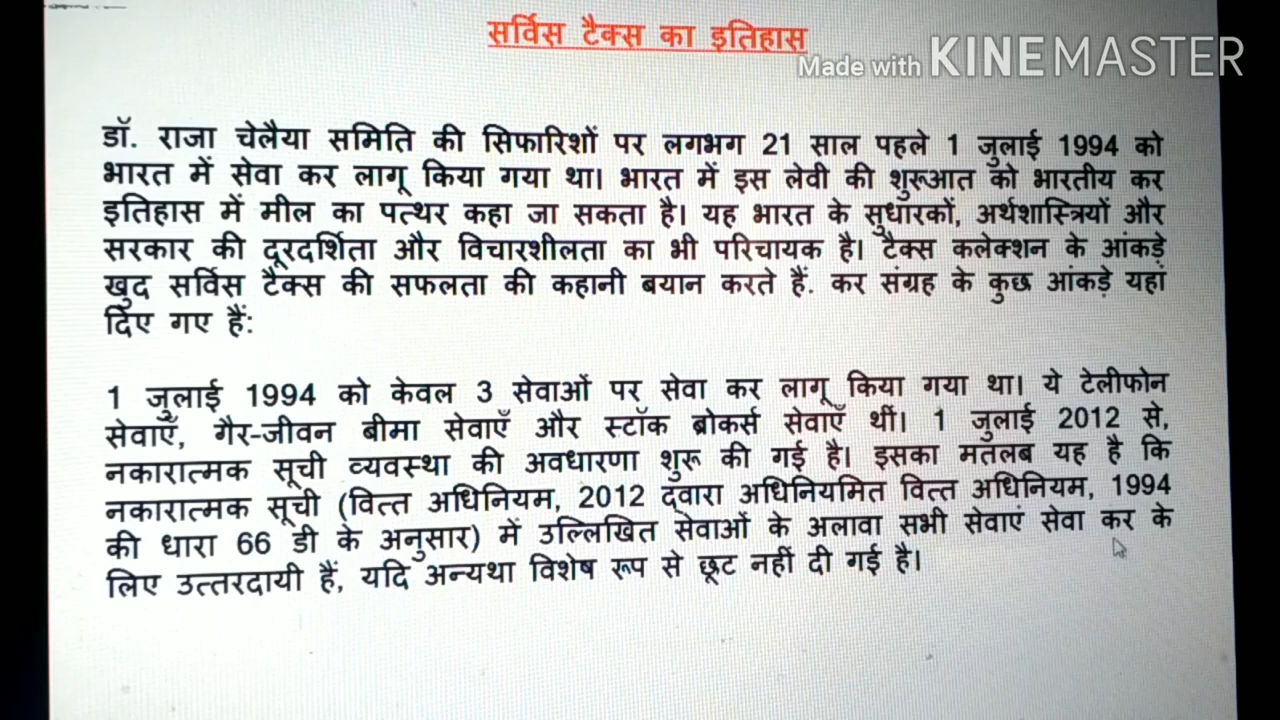 सर्विस टैक्स का इतिहास
Made with KINEMASTER
डॉ. राजा चेलैया समिति की सिफारिशों पर लगभग 21 साल पहले 1 जुलाई 1994 को
भारत में सेवा कर लागू किया गया था। भारत में इस लेवी की शुरूआत को भारतीय कर
इतिहास में मील का पत्थर कहा जा सकता है। यह भारत के सुधारकों, अर्थशास्त्रियों और
सरकार की दूरदर्शिता और विचारशीलता का भी परिचायक है। टैक्स कलेक्शन के आंकड़े
खुद सर्विस टैक्स की सफलता की कहानी बयान करते हैं. कर संग्रह के कुछ आंकड़े यहां
दिए गए हैं:
1 जुलाई 1994 को केवल 3 सेवाओं पर सेवा कर लागू किया गया था। ये टेलीफोन
सेवाएँ, गैर-जीवन बीमा सेवाएँ और स्टॉक ब्रोकर्स सेवाएँ थीं। 1 जुलाई 2012 से,
नकारात्मक सूची व्यवस्था की अवधारणा शुरू की गई है। इसका मतलब यह है कि
नकारात्मक सूची (वित्त अधिनियम, 2012 द्वारा अधिनियमित वित्त अधिनियम, 1994
की धारा 66 डी के अनुसार) में उल्लिखित सेवाओं के अलावा सभी सेवाएं सेवा कर के
लिए उत्तरदायी हैं, यदि अन्यथा विशेष रूप से छूट नहीं दी गई है।